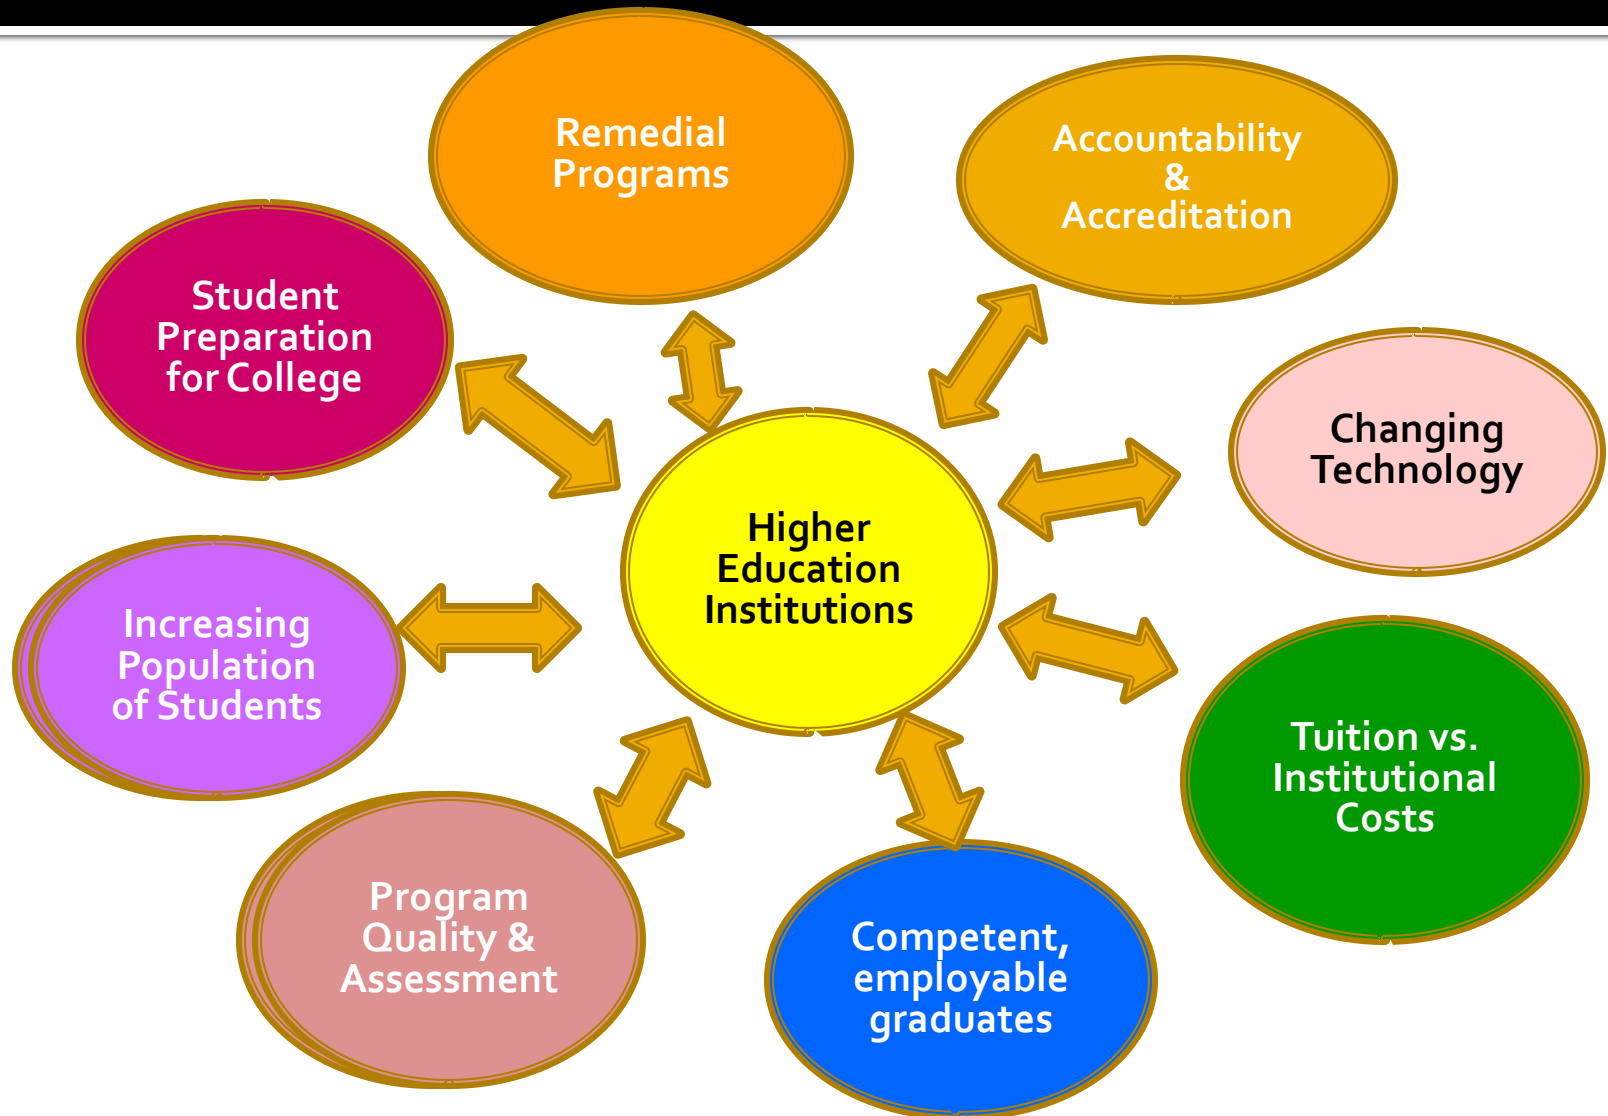 Remedial
Programs
Accountability
&
Accreditation
Student
Preparation
for College
Changing
Technology
Higher
Education
Institutions
Increasing
Population
of Students
Tuition vs.
Institutional
Costs
Program
Quality &
Assessment
Competent,
employable
graduates